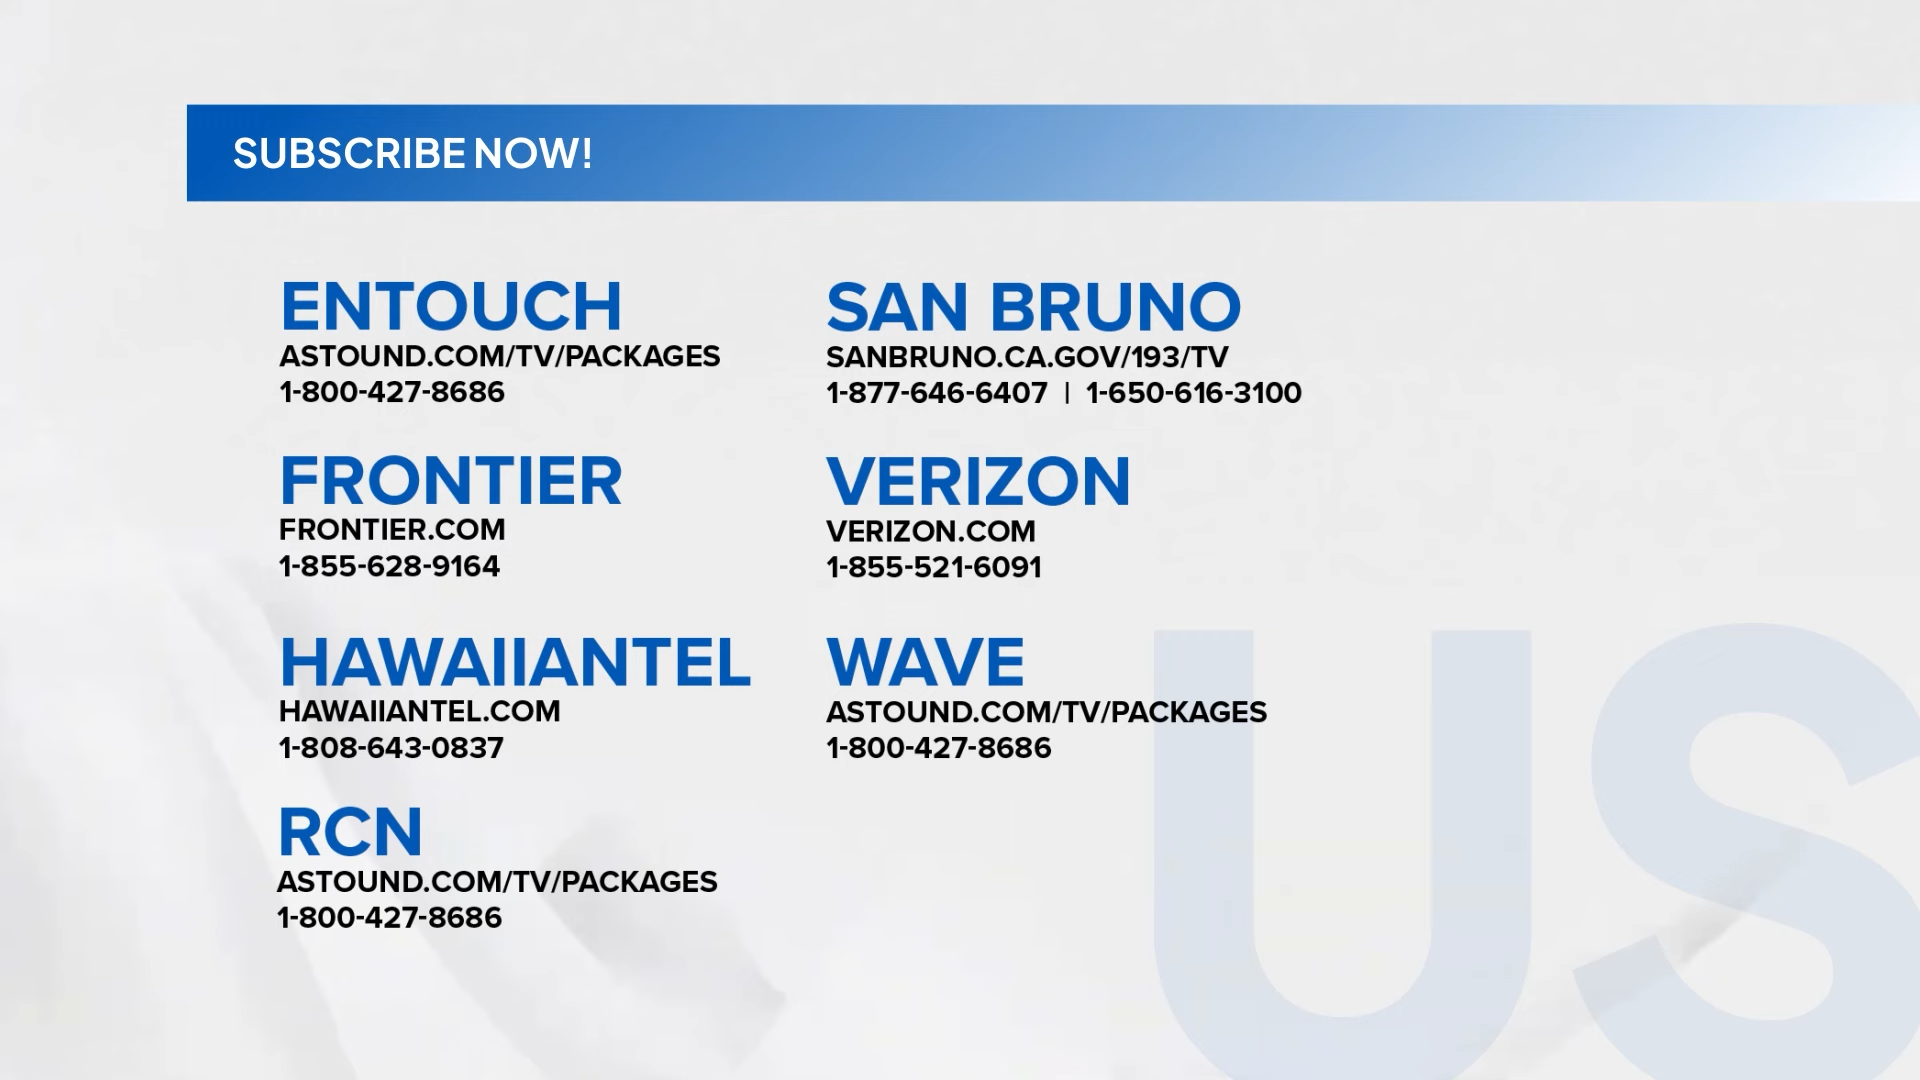 SUBSCRIBE NOW!
ENTOUCH
ASTOUND.COM/TV/PACKAGES
1-800-427-8686
FRONTIER
FRONTIER.COM
1-855-628-9164
HAWAIIANTEL
HAWAIIANTEL.COM
1-808-643-0837
RCN
ASTOUND.COM/TV/PACKAGES
1-800-427-8686
SAN BRUNO
SANBRUNO.CA.GOV/193/TV
1-877-646-6407 | 1-650-616-3100
VERIZON
VERIZON.COM
1-855-521-6091
WAVE
ASTOUND.COM/TV/PACKAGES
1-800-427-8686
US